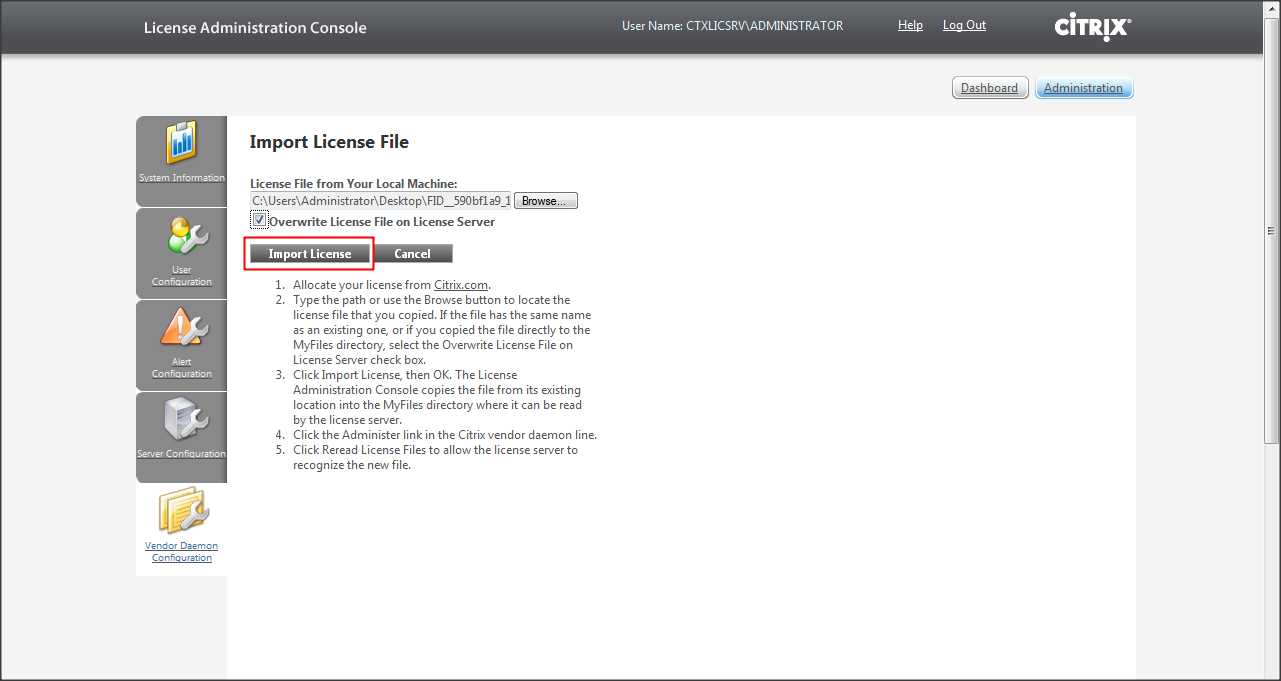 License Administration Console
User Name: CTXLICSRV\ADMINISTRATOR
Help
Log Out
CITRIX®
Dashboard
Administration
System Information
User
Configuration
Alert
Configuration
Server Configuration
Vendor Daemon
Configuration
Import License File
License File from Your Local Machine:
C:\Users\Administrator\Desktop\FID__590bf1a9_1
Browse...
Overwrite License File on License Server
Import License
Cancel
1. Allocate your license from Citrix.com.
2. Type the path or use the Browse button to locate the
license file that you copied. If the file has the same name
as an existing one, or if you copied the file directly to the
MyFiles directory, select the Overwrite License File on
License Server check box.
3. Click Import License, then OK. The License
Administration Console copies the file from its existing
location into the MyFiles directory where it can be read
by the license server.
4. Click the Administer link in the Citrix vendor daemon line.
5. Click Reread License Files to allow the license server to
recognize the new file.